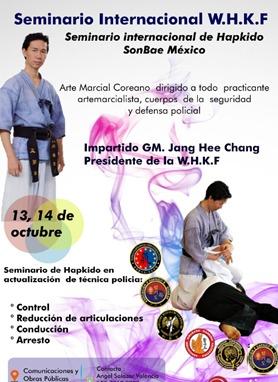 Seminario Internacional W.H.K.F
Seminario internacional de Hapkido
SonBae México
Arte Marcial Coreano dirigido a todo practicante
artemarcialista, cuerpos de la seguridad
y defensa policial
Impartido GM. Jang Hee Chang
Presidente de la W.H.K.F
13, 14 de
octubre
Seminario de Hapkido en
actualización de técnica policia:
° Control
° Reducción de articulaciones
° Conducción
° Arresto
Comunicaciones y
Obras Públicas
Contacto
Angel Salazar Valencia